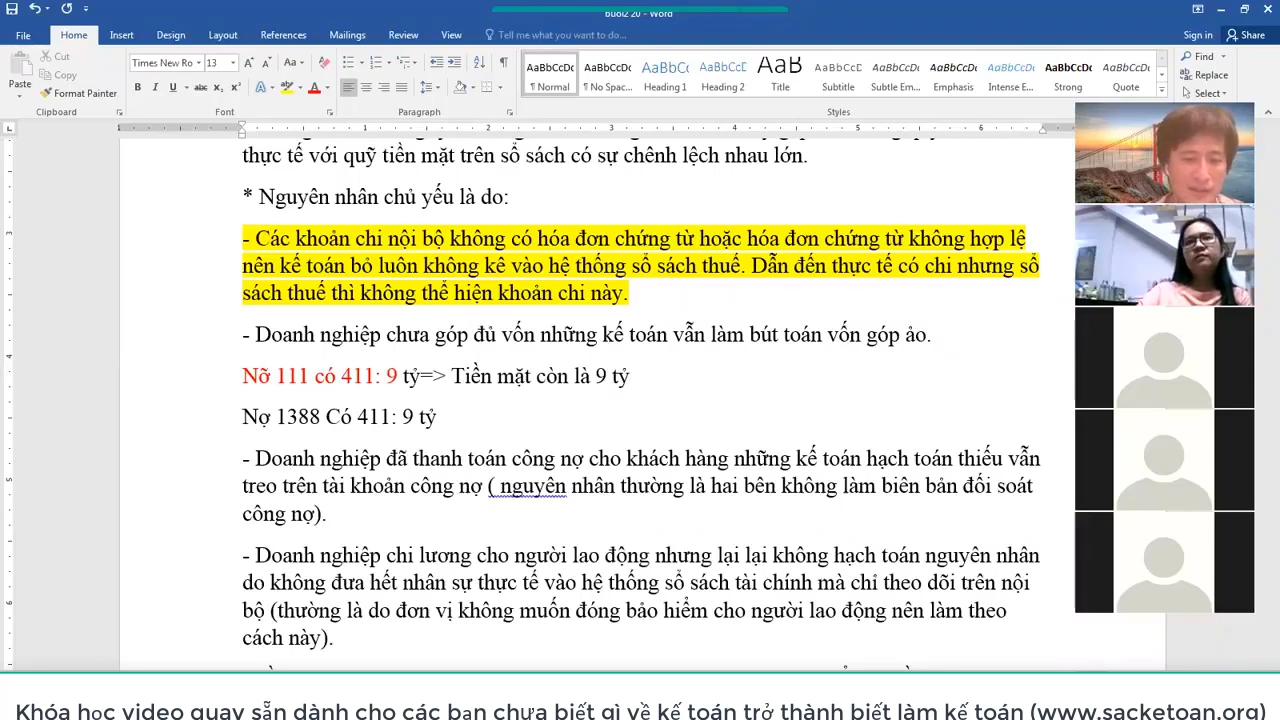 buoi2 20 - Word
Sign in Share
File Home Insert Design Layout References Mailings Review View Tell me what you want to do...
Cut
Copy
Format Painter
Paste
Clipboard
Times New Ro 13
Font
Paragraph
AaBbCcDc AaBbCcDc AaBbCc AaBbCcC AaB AaBbCcC AaBbCcDc AaBbCcDc AaBbCcDc AaBbCcDc AaBbCcDc
¶ Normal ¶ No Spac... Heading 1 Heading 2 Title Subtitle Subtle Em... Emphasis Intense E... Strong Quote
Styles
Find
Replace
Select
thực tế với quỹ tiền mặt trên sổ sách có sự chênh lệch nhau lớn.
* Nguyên nhân chủ yếu là do:
- Các khoản chi nội bộ không có hóa đơn chứng từ hoặc hóa đơn chứng từ không hợp lệ
nên kế toán bỏ luôn không kê vào hệ thống sổ sách thuế. Dẫn đến thực tế có chi nhưng sổ
sách thuế thì không thể hiện khoản chi này.
- Doanh nghiệp chưa góp đủ vốn những kế toán vẫn làm bút toán vốn góp ảo.
Nỡ 111 có 411: 9 tỷ=> Tiền mặt còn là 9 tỷ
Nợ 1388 Có 411: 9 tỷ
- Doanh nghiệp đã thanh toán công nợ cho khách hàng những kế toán hạch toán thiếu vẫn
treo trên tài khoản công nợ ( nguyên nhân thường là hai bên không làm biên bản đối soát
công nợ).
- Doanh nghiệp chi lương cho người lao động nhưng lại lại không hạch toán nguyên nhân
do không đưa hết nhân sự thực tế vào hệ thống sổ sách tài chính mà chỉ theo dõi trên nội
bộ (thường là do đơn vị không muốn đóng bảo hiểm cho người lao động nên làm theo
cách này).
Khóa học video quay sẵn dành cho các bạn chưa biết gì về kế toán trở thành biết làm kế toán (www.sacketoan.org)